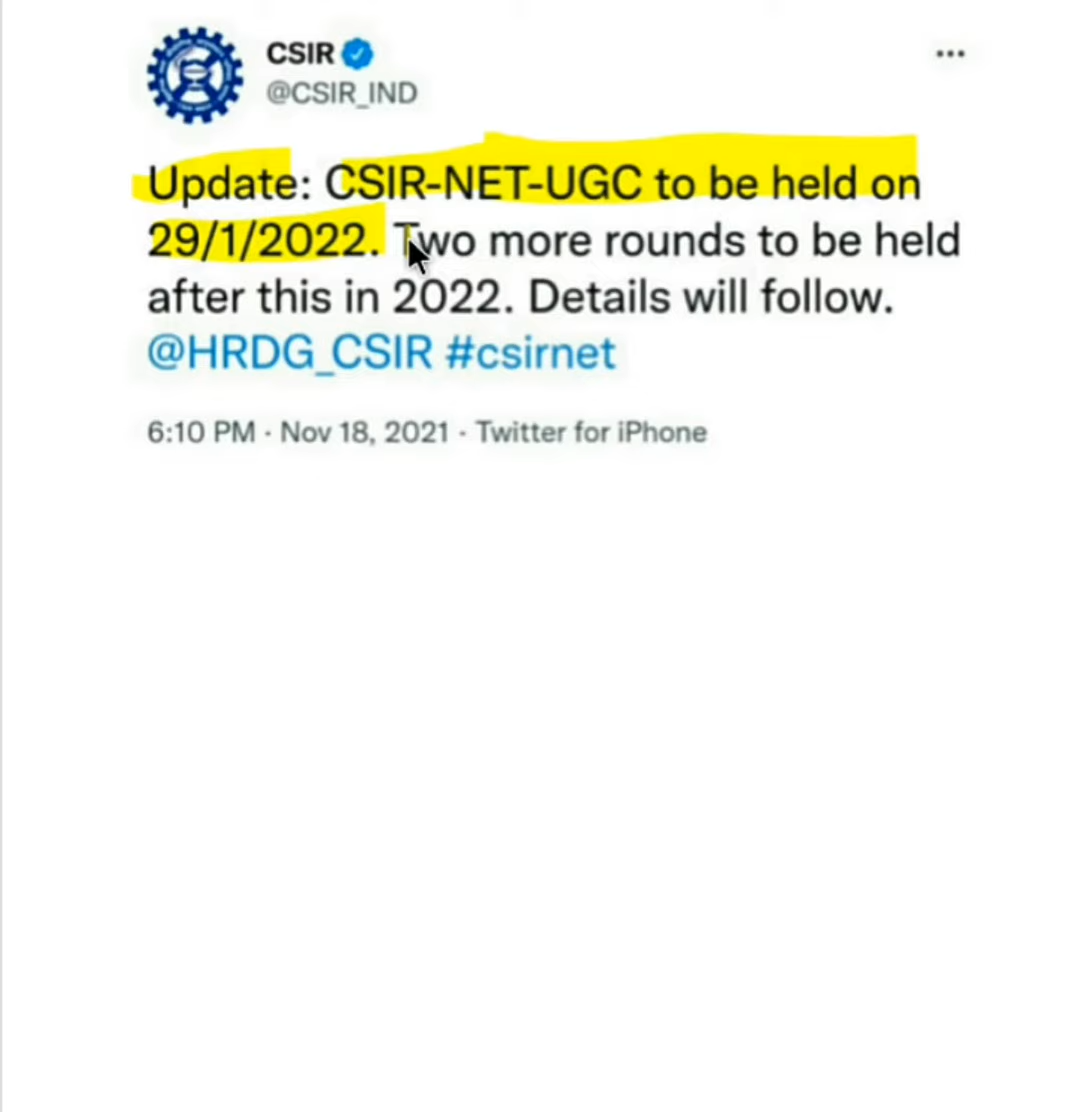 CSIR
@CSIR_IND
Update: CSIR-NET-UGC to be held on
29/1/2022. Two more rounds to be held
after this in 2022. Details will follow.
@HRDG_CSIR #csirnet
6:10 PM · Nov 18, 2021 · Twitter for iPhone